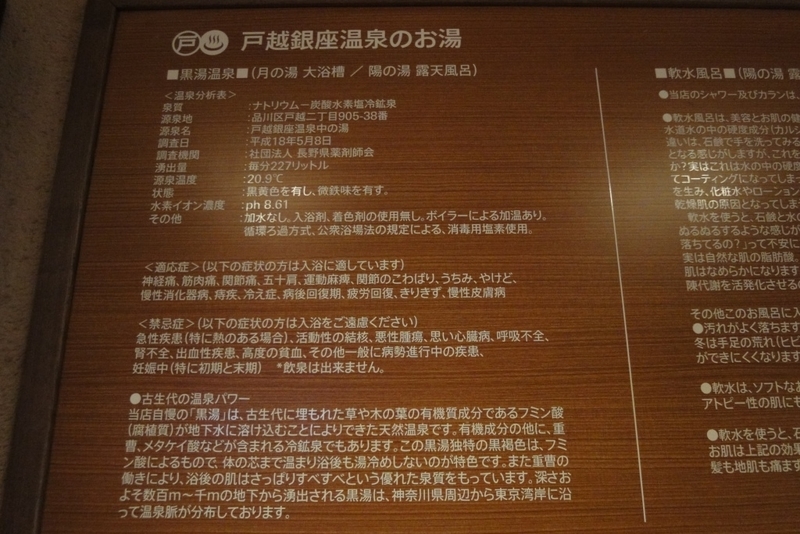 戸 戸越銀座温泉のお湯
■黒湯温泉■(月の湯 大浴槽 ／ 陽の湯 露天風呂)
＜温泉分析表＞
泉質 :ナトリウム－炭酸水素塩冷鉱泉
源泉地 :品川区戸越二丁目905-38番
源泉名 :戸越銀座温泉中の湯
調査日 :平成18年5月8日
調査機関 :社団法人 長野県薬剤師会
湧出量 :毎分227リットル
源泉温度 :20.9℃
状態 :黒黄色を有し、微鉄味を有す。
水素イオン濃度 :ph 8.61
その他 :加水なし。入浴剤、着色剤の使用無し。ボイラーによる加温あり。
循環ろ過方式、公衆浴場法の規定による、消毒用塩素使用。
＜適応症＞(以下の症状の方は入浴に適しています)
神経痛、筋肉痛、関節痛、五十肩、運動麻痺、関節のこわばり、うちみ、やけど、
慢性消化器病、痔疾、冷え症、病後回復期、疲労回復、きりきず、慢性皮膚病
＜禁忌症＞(以下の症状の方は入浴をご遠慮ください)
急性疾患(特に熱のある場合)、活動性の結核、悪性腫瘍、思い心臓病、呼吸不全、
腎不全、出血性疾患、高度の貧血、その他一般に病勢進行中の疾患、
妊娠中(特に初期と末期) *飲泉は出来ません。
●古生代の温泉パワー
当店自慢の「黒湯」は、古生代に埋もれた草や木の葉の有機質成分であるフミン酸
(腐植質)が地下水に溶け込むことによりできた天然温泉です。有機成分の他に、重
曹、メタケイ酸などが含まれる冷鉱泉でもあります。この黒湯独特の黒褐色は、フミ
ン酸によるもので、体の芯まで温まり浴後も湯冷めしないのが特色です。また重曹の
働きにより、浴後の肌はさっぱりすべすべという優れた泉質をもっています。深さお
よそ数百m～千mの地下から湧出される黒湯は、神奈川県周辺から東京湾岸に沿
って温泉脈が分布しております。
■軟水風呂■(陽の湯 露
●当店のシャワー及びカランは、
●軟水風呂は、美容とお肌の健
水道水の中の硬度成分(カルシ
違いは、石鹸で手を洗ってみる
となる感じがしますが、これを
か?実はこれは水の中の硬度
てコーティングになってしまっ
を生み、化粧水やローション
乾燥肌の原因となってしま
軟水を使うと、石鹸と水の
ぬるぬるするような感じが
落ちてるの?」って不安に
実は自然な肌の脂肪酸。
肌はなめらかになります
陳代謝を活発化させる
その他このお風呂に入
●汚れがよく落ちます
冬は手足の荒れ(ヒビ
ができにくくなります
●軟水は、ソフトなお
アトピー性の肌にも
●軟水を使うと、石
お肌は上記の効果
髪も地肌も痛ま